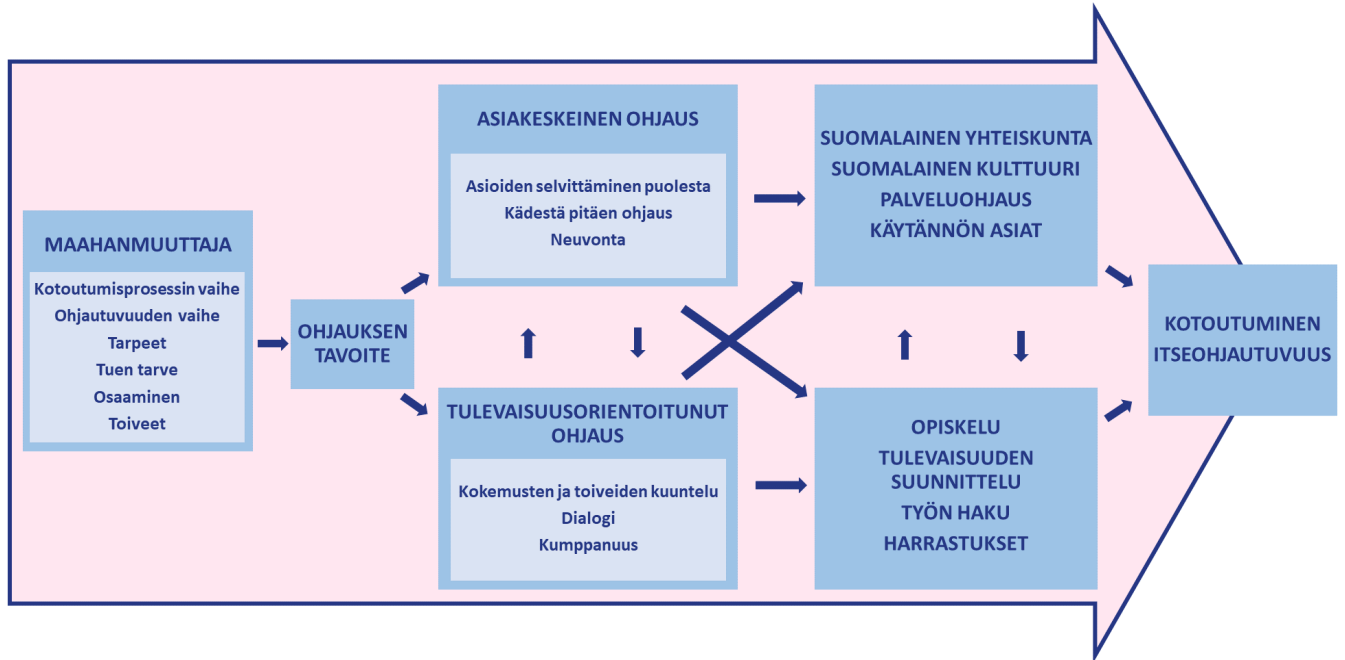 MAAHANMUUTTAJA
Kotoutumisprosessin vaihe
Ohjautuvuuden vaihe
Tarpeet
Tuen tarve
Osaaminen
Toiveet
OHJAUKSEN
TAVOITE
ASIAKESKEINEN OHJAUS
Asioiden selvittäminen puolesta
Kädestä pitäen ohjaus
Neuvonta
TULEVAISUUSORIENTOITUNUT
OHJAUS
Kokemusten ja toiveiden kuuntelu
Dialogi
Kumppanuus
SUOMALAINEN YHTEISKUNTA
SUOMALAINEN KULTTUURI
PALVELUOHJAUS
KÄYTÄNNÖN ASIAT
OPISKELU
TULEVAISUUDEN
SUUNNITTELU
TYÖN HAKU
HARRASTUKSET
KOTOUTUMINEN
ITSEOHJAUTUVUUS